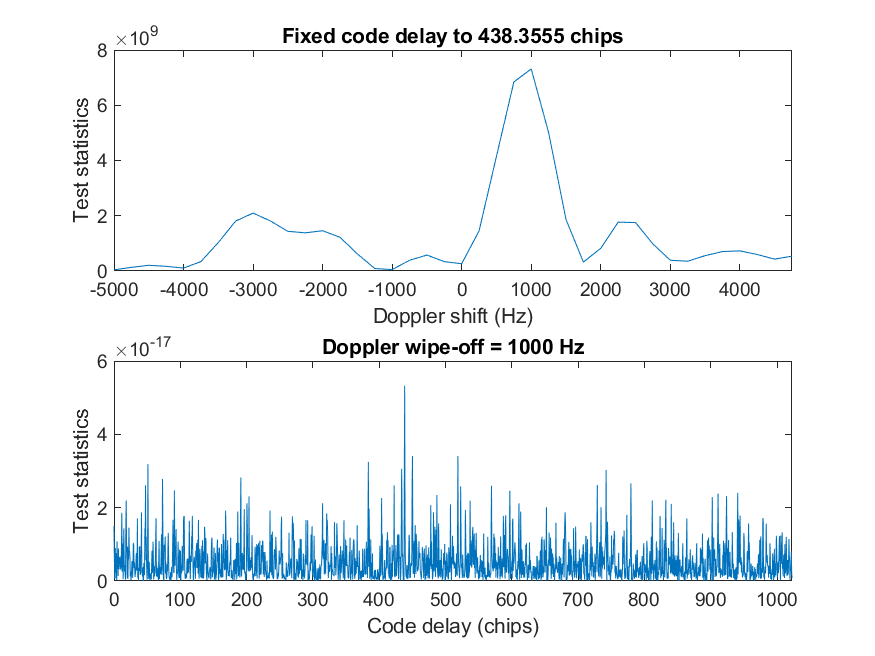 ×10^9
Fixed code delay to 438.3555 chips
8
6
4
2
0
Test statistics
-5000 -4000 -3000 -2000 -1000 0 1000 2000 3000 4000
Doppler shift (Hz)
×10^-17
Doppler wipe-off = 1000 Hz
6
4
2
0
Test statistics
0 100 200 300 400 500 600 700 800 900 1000
Code delay (chips)